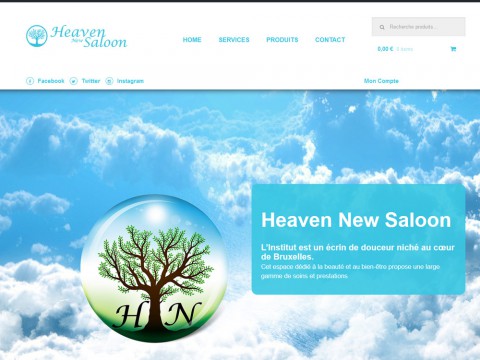 Heaven
New Saloon
HOME SERVICES PRODUITS CONTACT
Recherche produits…
0,00 € 0 items
Facebook Twitter Instagram
Mon Compte
Heaven New Saloon
L'Institut est un écrin de douceur niché au cœur
de Bruxelles.
Cet espace dédié à la beauté et au bien-être propose une large
gamme de soins et prestations.
H N